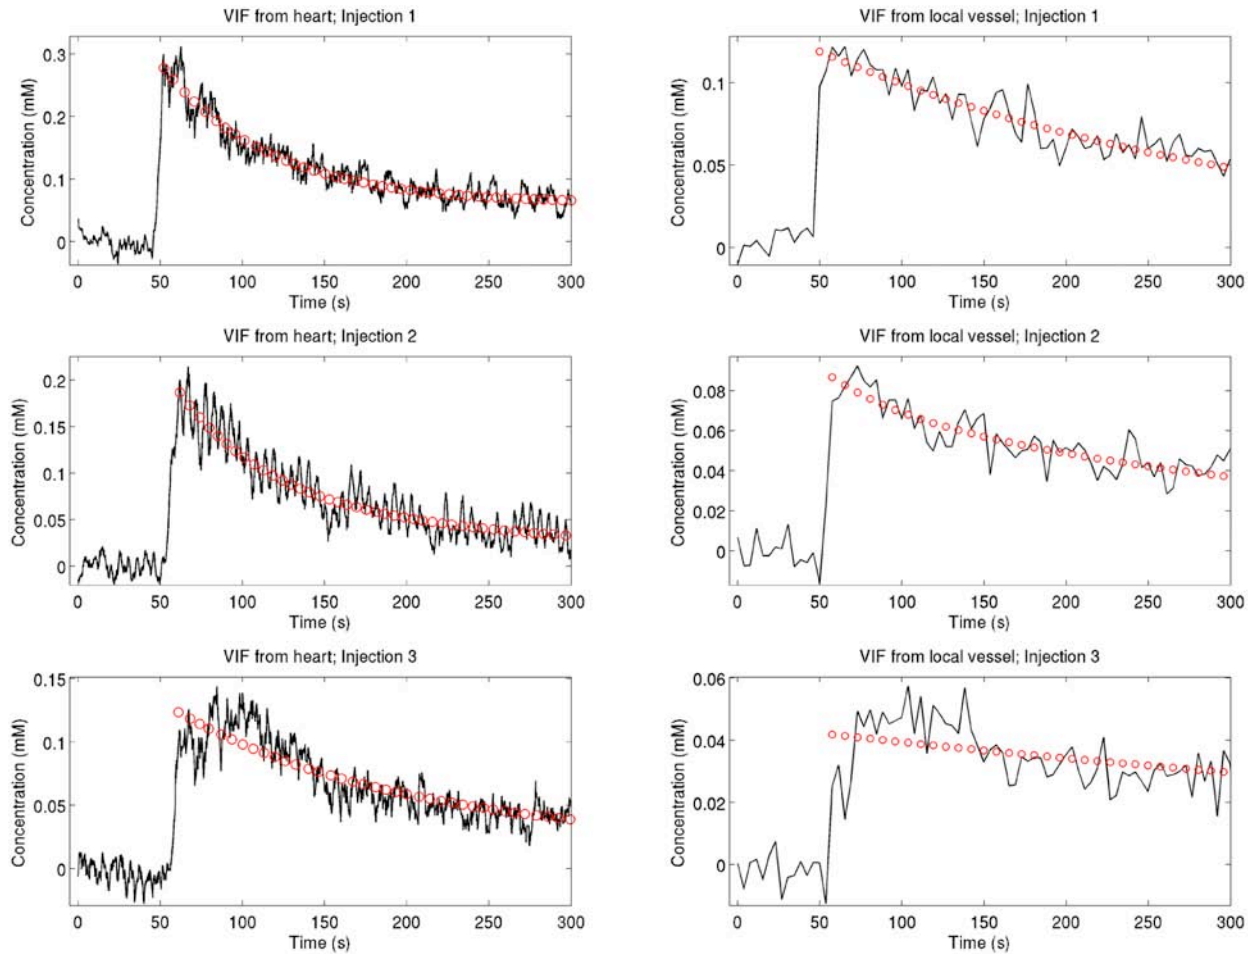 VIF from heart; Injection 1
Concentration (mM)
0.3
0.2
0.1
0
0 50 100 150 200 250 300
Time (s)
VIF from local vessel; Injection 1
Concentration (mM)
0.1
0.05
0
0 50 100 150 200 250 300
Time (s)
VIF from heart; Injection 2
Concentration (mM)
0.2
0.15
0.1
0.05
0
0 50 100 150 200 250 300
Time (s)
VIF from local vessel; Injection 2
Concentration (mM)
0.08
0.06
0.04
0.02
0
0 50 100 150 200 250 300
Time (s)
VIF from heart; Injection 3
Concentration (mM)
0.15
0.1
0.05
0
0 50 100 150 200 250 300
Time (s)
VIF from local vessel; Injection 3
Concentration (mM)
0.06
0.04
0.02
0
0 50 100 150 200 250 300
Time (s)